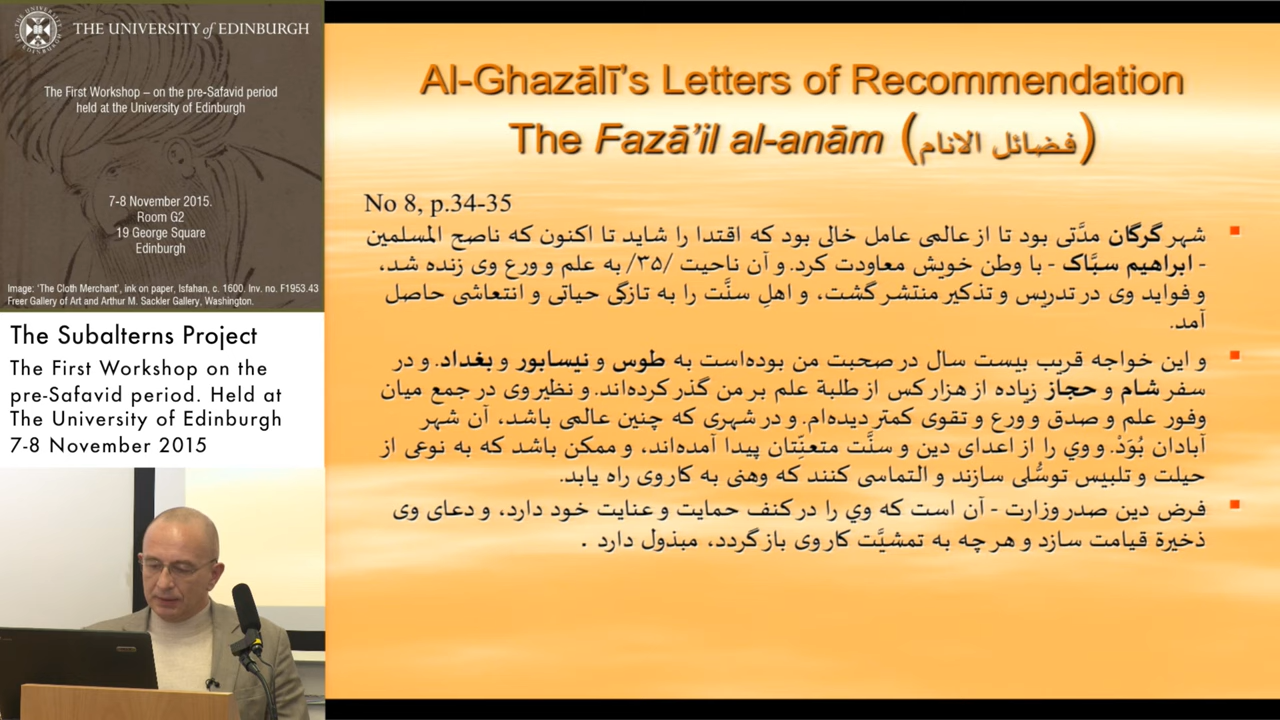 THE UNIVERSITY of EDINBURGH
The First Workshop – on the pre-Safavid period
held at the University of Edinburgh
7-8 November 2015.
Room G2
19 George Square
Edinburgh
Image: ‘The Cloth Merchant’, ink on paper, Isfahan, c. 1600. Inv. no. F1953.43
Freer Gallery of Art and Arthur M. Sackler Gallery, Washington.
The Subalterns Project
The First Workshop on the
pre-Safavid period. Held at
The University of Edinburgh
7-8 November 2015
Al-Ghazālī’s Letters of Recommendation
The Fazā’il al-anām (فضائل الانام)
No 8, p.34-35
شهر گرگان مدَّتی بود تا از عالمی عامل خالی بود که اقتدا را شاید تا اکنون که ناصح المسلمین
- ابراهیم سبَّاک - با وطن خویش معاودت کرد. و آن ناحیت /۳۵/ به علم و ورع وی زنده شد،
و فواید وی در تدریس و تذکیر منتشر گشت، و اهلِ سنَّت را به تازگی حیاتی و انتعاشی حاصل
آمد.
و این خواجه قریب بیست سال در صحبت من بوده‌است به طوس و نیسابور و بغداد. و در
سفر شام و حجاز زیاده از هزار کس از طلبة علم بر من گذر کرده‌اند. و نظیر وی در جمع میان
وفور علم و صدق و ورع و تقوی کمتر دیده‌ام. و در شهری که چنین عالمی باشد، آن شهر
آبادان بُوَدْ. و وي را از اعدای دین و سنَّت متعنِّتان پیدا آمده‌اند، و ممکن باشد که به نوعی از
حیلت و تلبیس توسُّلی سازند و التماسی کنند که وهنی به کار وی راه یابد.
فرض دین صدر وزارت - آن است که وي را در کنف حمایت و عنایت خود دارد، و دعای وی
ذخیرة قیامت سازد و هر چه به تمشیَّت کار وی باز گردد، مبذول دارد .